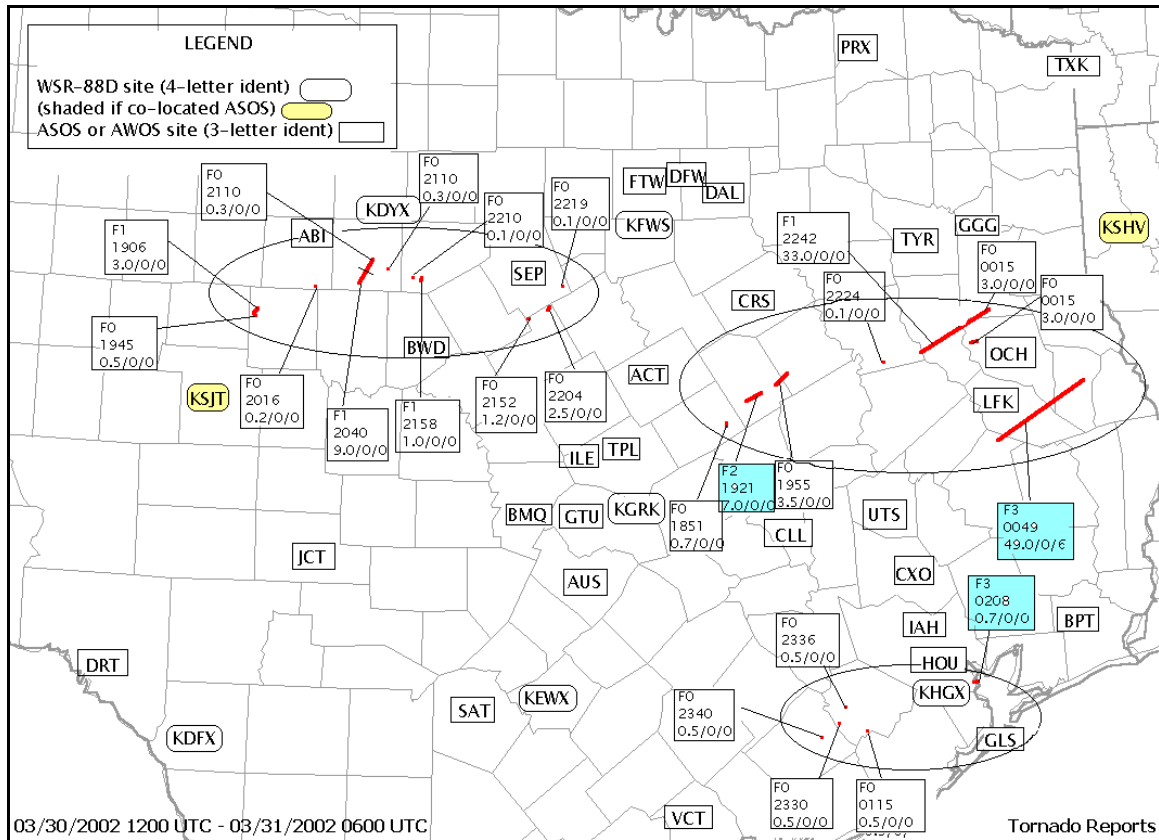 LEGEND
WSR-88D site (4-letter ident)
(shaded if co-located ASOS)
ASOS or AWOS site (3-letter ident)
PRX
TXK
F0
2110
0.3/0/0
F0
2110
0.3/0/0
KDYX
FTW
DFW
DAL
F0
2210
0.1/0/0
F0
2219
0.1/0/0
KFWS
F1
1906
3.0/0/0
ABI
F1
2242
33.0/0/0
TYR
GGG
KSHV
F0
0015
3.0/0/0
SEP
F0
2224
0.1/0/0
F0
0015
3.0/0/0
CRS
F0
1945
0.5/0/0
BWD
OCH
KSJT
F0
2016
0.2/0/0
F1
2040
9.0/0/0
F1
2158
1.0/0/0
F0
2152
1.2/0/0
F0
2204
2.5/0/0
ACT
LFK
ILE
TPL
F2
1921
7.0/0/0
F0
1955
3.5/0/0
BMQ
GTU
KGRK
F0
1851
0.7/0/0
CLL
UTS
F3
0049
49.0/0/6
JCT
AUS
CXO
F3
0208
0.7/0/0
BPT
IAH
F0
2336
0.5/0/0
HOU
DRT
KHGX
SAT
KEWX
F0
2340
0.5/0/0
KDFX
GLS
F0
2330
0.5/0/0
F0
0115
0.5/0/0
VCT
03/30/2002 1200 UTC - 03/31/2002 0600 UTC
Tornado Reports